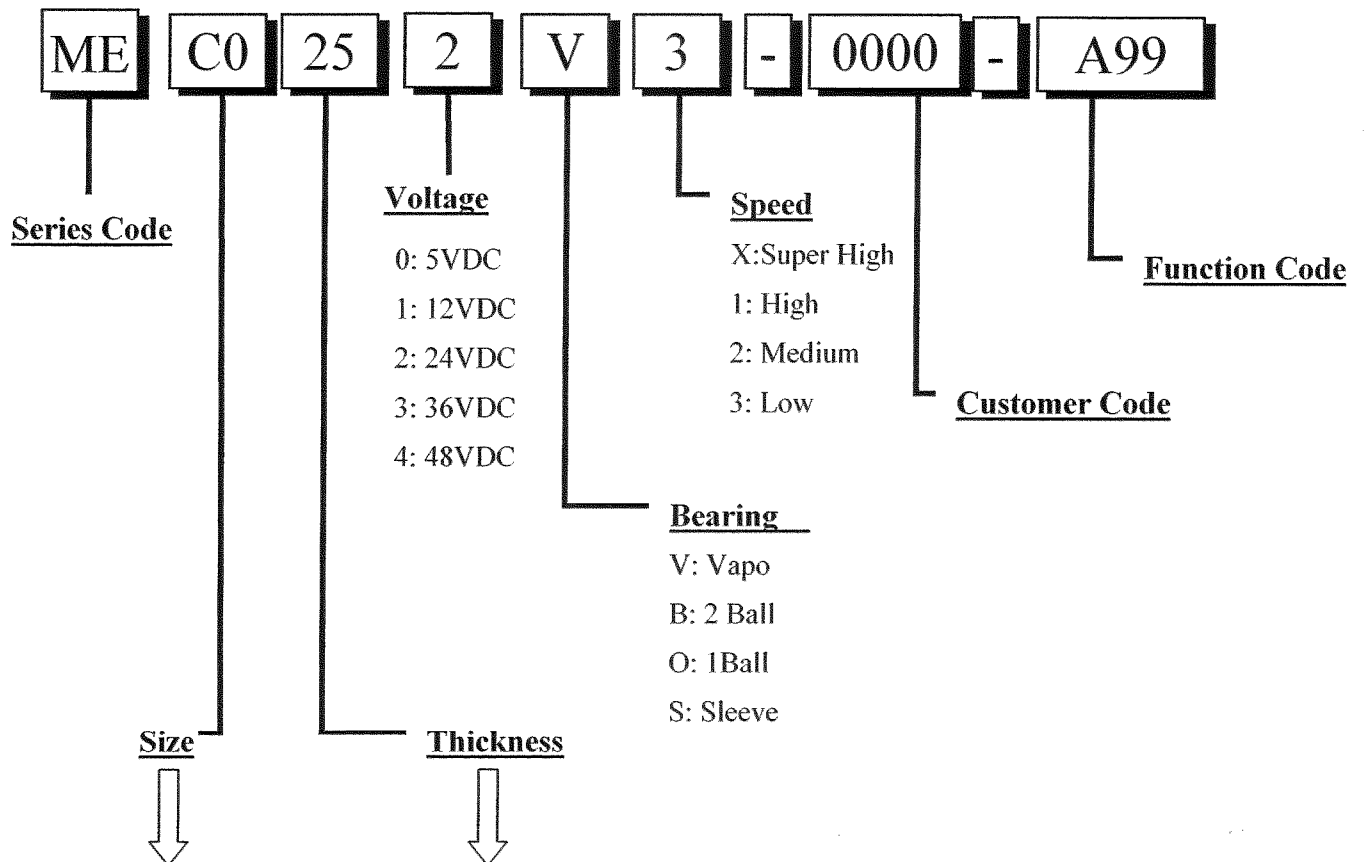 ME C0 25 2 V 3 - 0000 - A99
Series Code
Voltage
0: 5VDC
1: 12VDC
2: 24VDC
3: 36VDC
4: 48VDC
Speed
X:Super High
1: High
2: Medium
3: Low
Function Code
Customer Code
Bearing
V: Vapo
B: 2 Ball
O: 1Ball
S: Sleeve
Size
Thickness